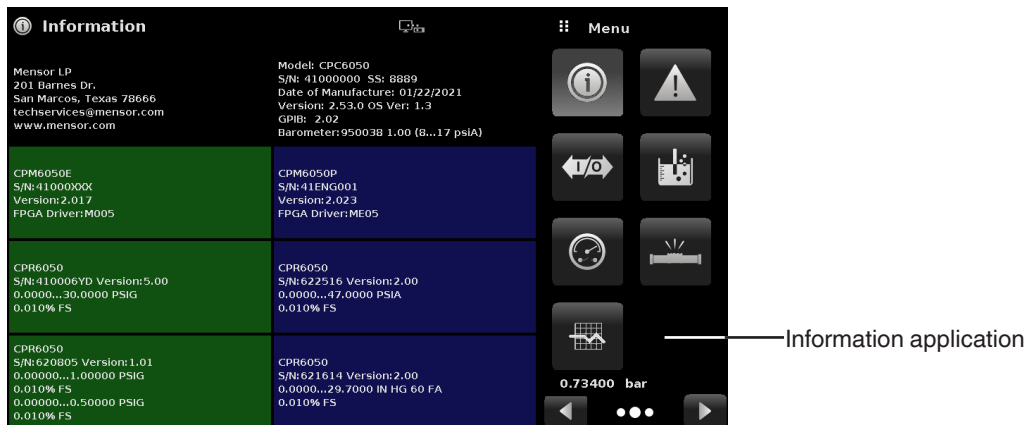 Information
Mensor LP
201 Barnes Dr.
San Marcos, Texas 78666
techservices@mensor.com
www.mensor.com
Model: CPC6050
S/N: 41000000 SS: 8889
Date of Manufacture: 01/22/2021
Version: 2.53.0 OS Ver: 1.3
GPIB: 2.02
Barometer:950038 1.00 (8...17 psiA)
CPM6050E
S/N:41000XXX
Version:2.017
FPGA Driver:M005
CPM6050P
S/N:41ENG001
Version:2.023
FPGA Driver:ME05
CPR6050
S/N:410006YD Version:5.00
0.0000...30.0000 PSIG
0.010% FS
CPR6050
S/N:622516 Version:2.00
0.0000...47.0000 PSIA
0.010% FS
CPR6050
S/N:620805 Version:1.01
0.00000...1.00000 PSIG
0.010% FS
0.00000...0.50000 PSIG
0.010% FS
CPR6050
S/N:621614 Version:2.00
0.0000...29.7000 IN HG 60 FA
0.010% FS
Menu
I/O
0.73400 bar
Information application